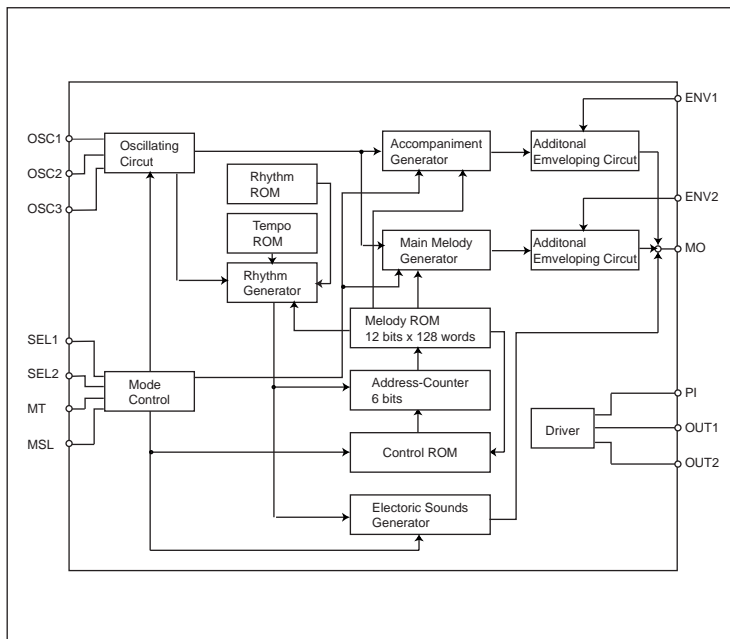 OSC1
OSC2
OSC3
SEL1
SEL2
MT
MSL
Oscillating
Circut
Rhythm
ROM
Tempo
ROM
Rhythm
Generator
Mode
Control
Accompaniment
Generator
Main Melody
Generator
Melody ROM
12 bits x 128 words
Address-Counter
6 bits
Control ROM
Electoric Sounds
Generator
Additonal
Emveloping Circut
Additonal
Emveloping Circut
Driver
ENV1
ENV2
MO
PI
OUT1
OUT2